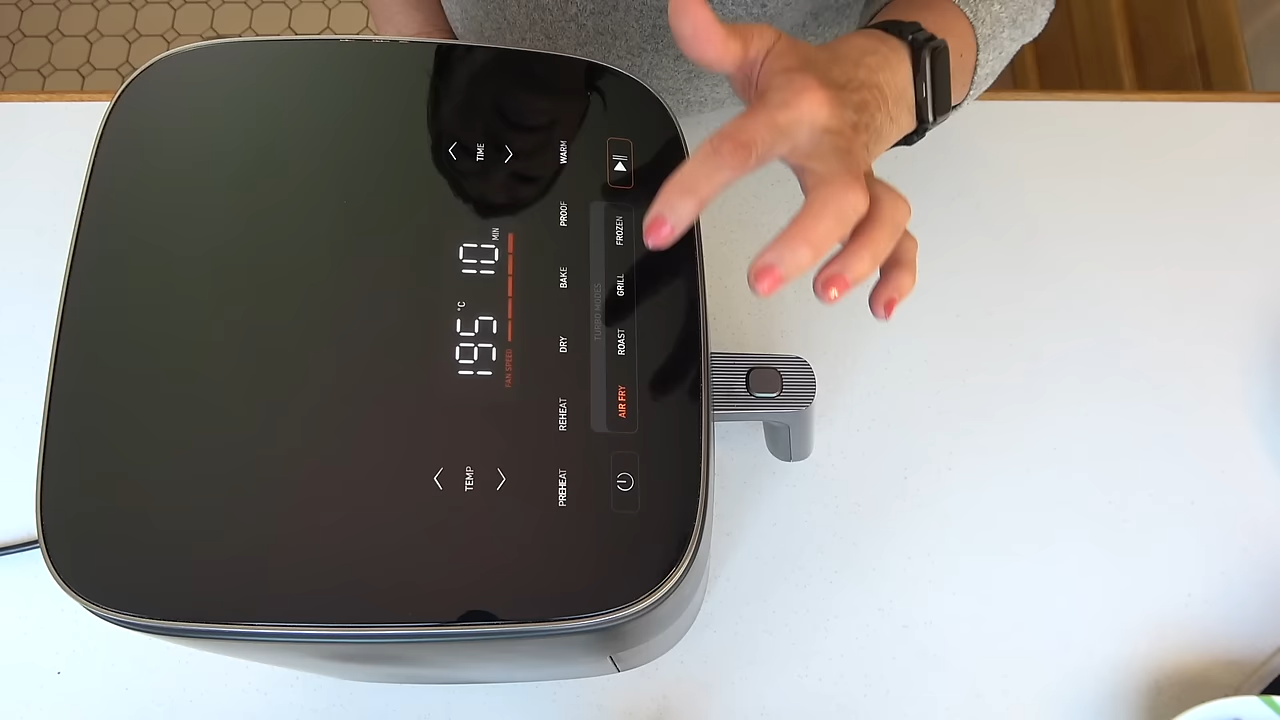 TEMP
195 °C
10 MIN
TIME
FAN SPEED
PREHEAT
REHEAT
DRY
BAKE
PROOF
WARM
TURBO MODES
AIR FRY
ROAST
GRILL
FROZEN